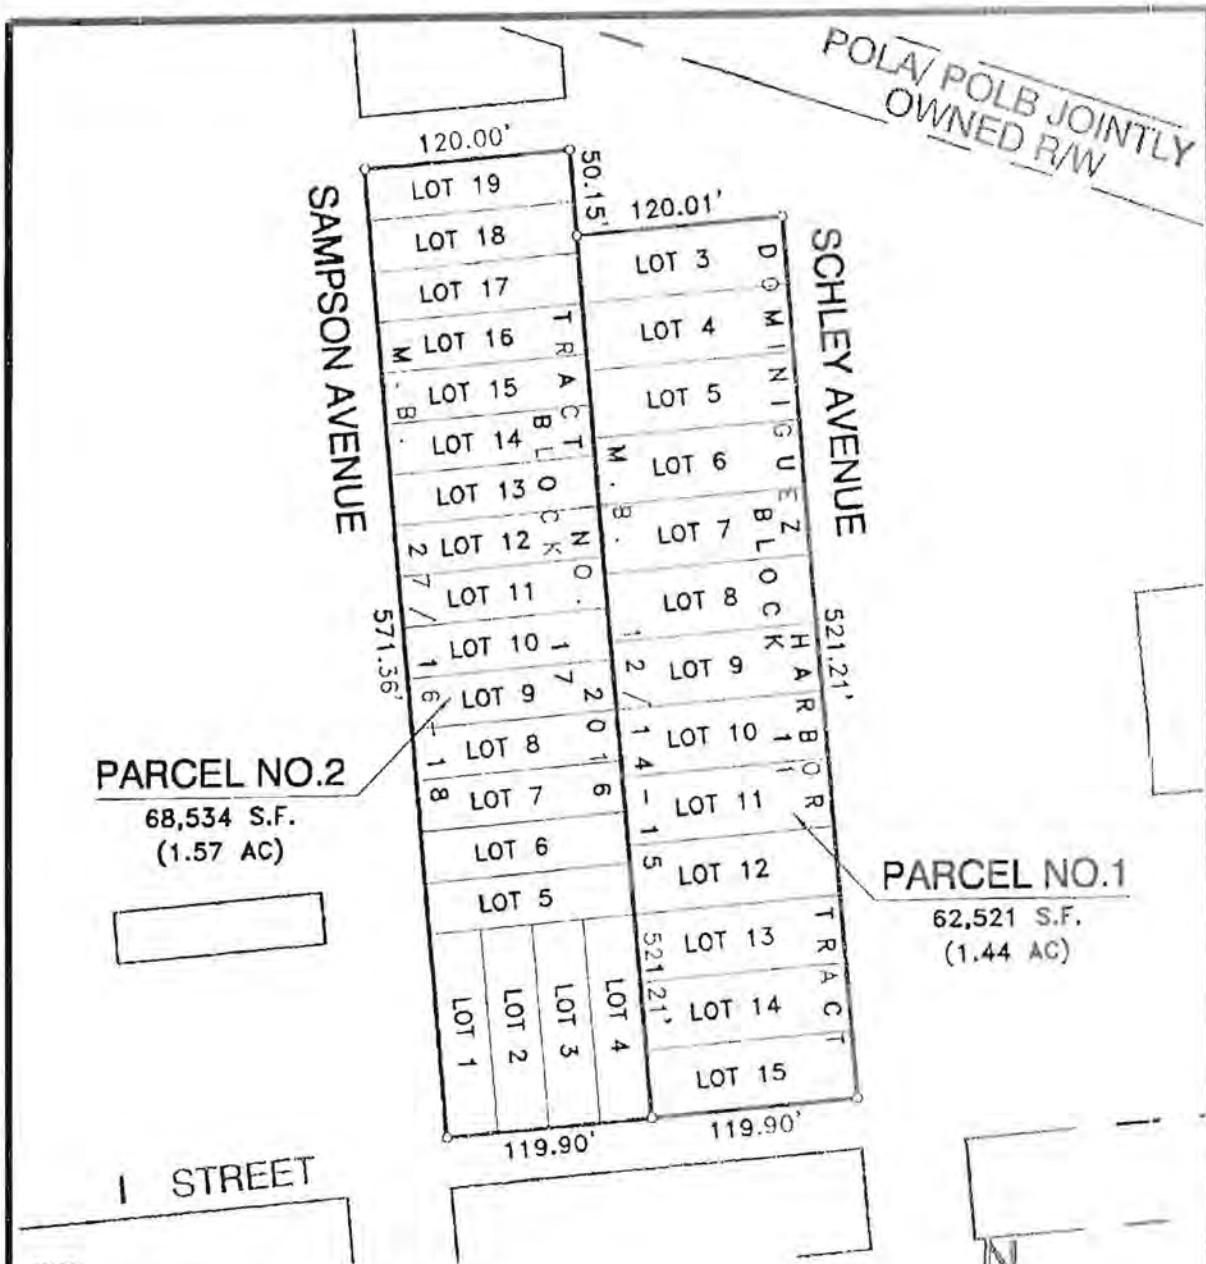 POLA/ POLB JOINTLY
OWNED R/W
120.00'
50.15'
120.01'
SAMPSON AVENUE
SCHLEY AVENUE
LOT 19
LOT 18
LOT 17
LOT 16
LOT 15
LOT 14
LOT 13
LOT 12
LOT 11
LOT 10
LOT 9
LOT 8
LOT 7
LOT 6
LOT 5
LOT 1
LOT 2
LOT 3
LOT 4
TRACT NO. 2016
BLOCK 17
M.B. 27/16-18
571.36'
LOT 3
LOT 4
LOT 5
LOT 6
LOT 7
LOT 8
LOT 9
LOT 10
LOT 11
LOT 12
LOT 13
LOT 14
LOT 15
DOMINIGUEZ HARBOR TRACT
BLOCK 11
M.B. 12/14-15
521.21'
521.21'
PARCEL NO.2
68,534 S.F.
(1.57 AC)
PARCEL NO.1
62,521 S.F.
(1.44 AC)
119.90'
119.90'
I STREET
N